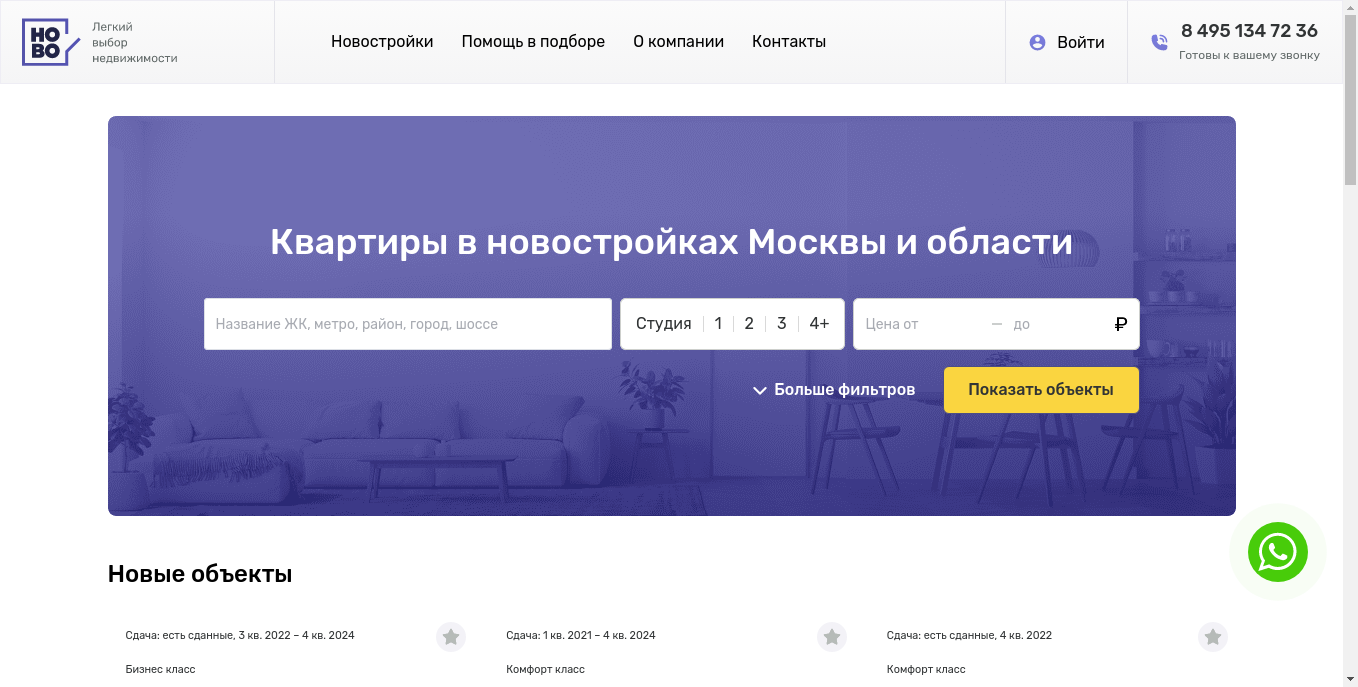 НО
ВО
Легкий
выбор
недвижимости
Новостройки
Помощь в подборе
О компании
Контакты
Войти
8 495 134 72 36
Готовы к вашему звонку
Квартиры в новостройках Москвы и области
Название ЖК, метро, район, город, шоссе
Студия 1 2 3 4+
Цена от — до ₽
Больше фильтров
Показать объекты
Новые объекты
Сдача: есть сданные, 3 кв. 2022 – 4 кв. 2024
Бизнес класс
Сдача: 1 кв. 2021 – 4 кв. 2024
Комфорт класс
Сдача: есть сданные, 4 кв. 2022
Комфорт класс